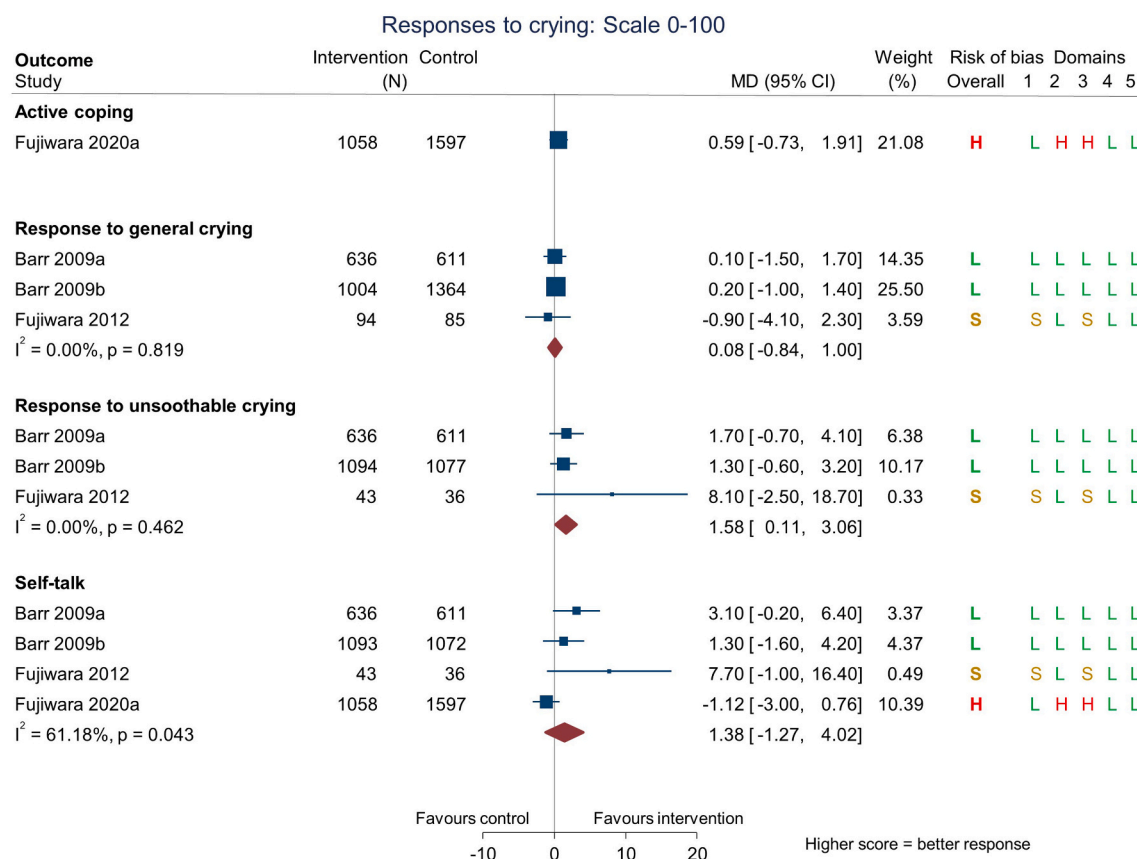 Responses to crying: Scale 0-100
Outcome Intervention Control Weight Risk of bias Domains
Study (N) MD (95% CI) (%) Overall 1 2 3 4 5
Active coping
Fujiwara 2020a 1058 1597 0.59 [ -0.73, 1.91] 21.08 H L H H L L
Response to general crying
Barr 2009a 636 611 0.10 [ -1.50, 1.70] 14.35 L L L L L L
Barr 2009b 1004 1364 0.20 [ -1.00, 1.40] 25.50 L L L L L L
Fujiwara 2012 94 85 -0.90 [ -4.10, 2.30] 3.59 S S L S L L
I² = 0.00%, p = 0.819 0.08 [ -0.84, 1.00]
Response to unsoothable crying
Barr 2009a 636 611 1.70 [ -0.70, 4.10] 6.38 L L L L L L
Barr 2009b 1094 1077 1.30 [ -0.60, 3.20] 10.17 L L L L L L
Fujiwara 2012 43 36 8.10 [ -2.50, 18.70] 0.33 S S L S L L
I² = 0.00%, p = 0.462 1.58 [ 0.11, 3.06]
Self-talk
Barr 2009a 636 611 3.10 [ -0.20, 6.40] 3.37 L L L L L L
Barr 2009b 1093 1072 1.30 [ -1.60, 4.20] 4.37 L L L L L L
Fujiwara 2012 43 36 7.70 [ -1.00, 16.40] 0.49 S S L S L L
Fujiwara 2020a 1058 1597 -1.12 [ -3.00, 0.76] 10.39 H L H H L L
I² = 61.18%, p = 0.043 1.38 [ -1.27, 4.02]
Favours control Favours intervention
-10 0 10 20
Higher score = better response